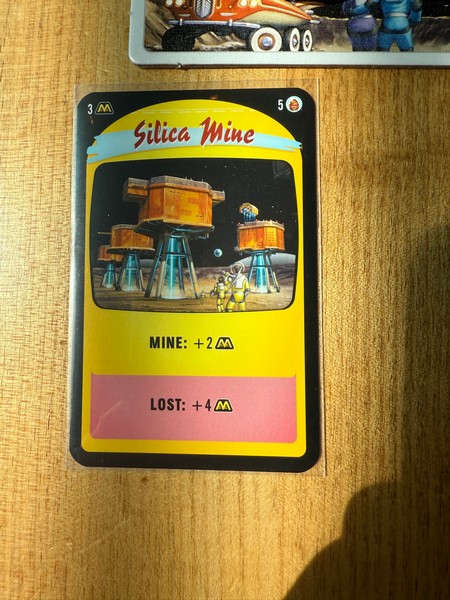 3 5
Silica Mine
MINE: +2
LOST: +4